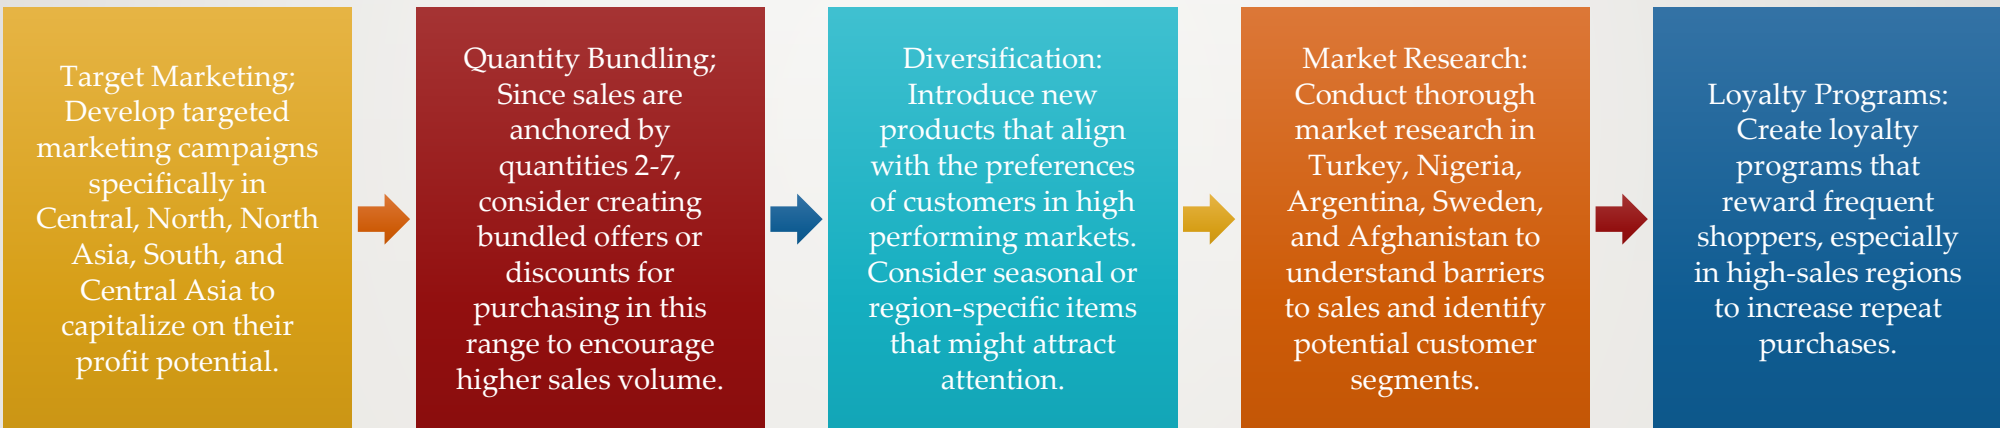 Target Marketing;
Develop targeted
marketing campaigns
specifically in
Central, North, North
Asia, South, and
Central Asia to
capitalize on their
profit potential.
Quantity Bundling;
Since sales are
anchored by
quantities 2-7,
consider creating
bundled offers or
discounts for
purchasing in this
range to encourage
higher sales volume.
Diversification:
Introduce new
products that align
with the preferences
of customers in high
performing markets.
Consider seasonal or
region-specific items
that might attract
attention.
Market Research:
Conduct thorough
market research in
Turkey, Nigeria,
Argentina, Sweden,
and Afghanistan to
understand barriers
to sales and identify
potential customer
segments.
Loyalty Programs:
Create loyalty
programs that
reward frequent
shoppers, especially
in high-sales regions
to increase repeat
purchases.